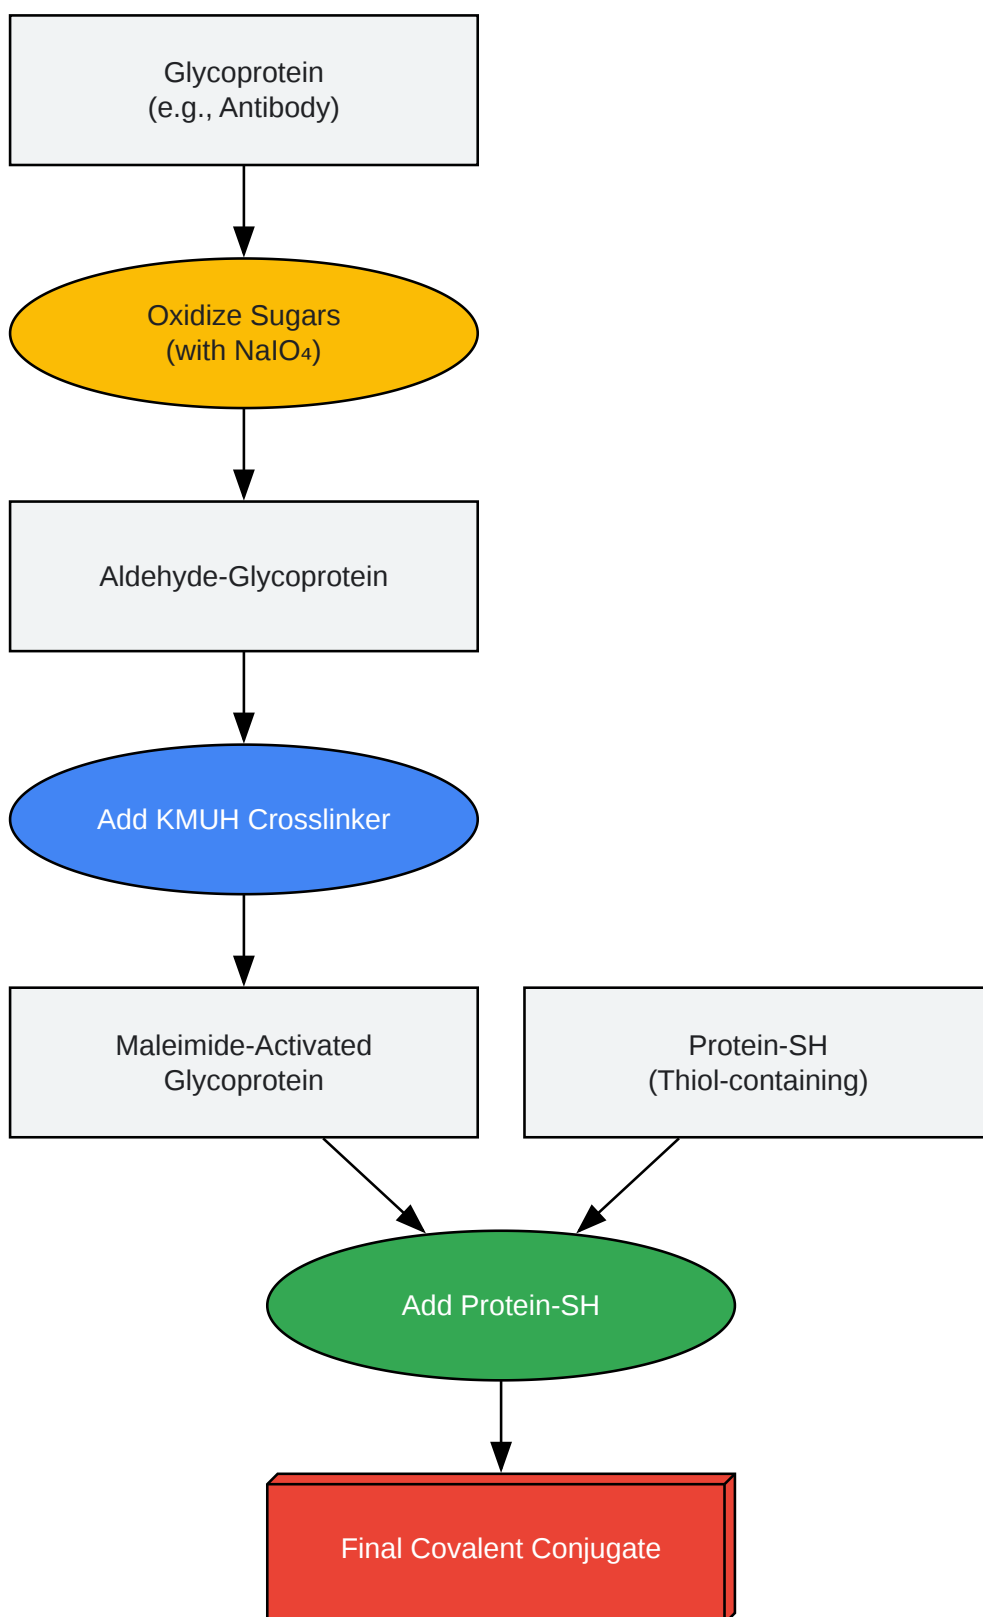 Glycoprotein
(e.g., Antibody)
Oxidize Sugars
(with NaIO₄)
Aldehyde-Glycoprotein
Add KMUH Crosslinker
Maleimide-Activated
Glycoprotein
Protein-SH
(Thiol-containing)
Add Protein-SH
Final Covalent Conjugate